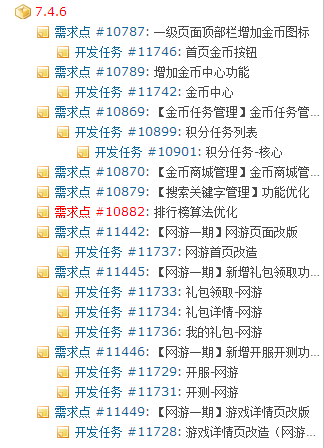 7.4.6
需求点 #10787: 一级页面顶部栏增加金币图标
开发任务 #11746: 首页金币按钮
需求点 #10789: 增加金币中心功能
开发任务 #11742: 金币中心
需求点 #10869: 【金币任务管理】金币任务管...
开发任务 #10899: 积分任务列表
开发任务 #10901: 积分任务-核心
需求点 #10870: 【金币商城管理】金币商城管...
需求点 #10879: 【搜索关键字管理】功能优化
需求点 #10882: 排行榜算法优化
需求点 #11442: 【网游一期】网游页面改版
开发任务 #11737: 网游首页改造
需求点 #11445: 【网游一期】新增礼包领取功...
开发任务 #11733: 礼包领取-网游
开发任务 #11734: 礼包详情-网游
开发任务 #11736: 我的礼包-网游
需求点 #11446: 【网游一期】新增开服开测功...
开发任务 #11729: 开服-网游
开发任务 #11731: 开测-网游
需求点 #11449: 【网游一期】游戏详情页改版
开发任务 #11728: 游戏详情页改造（网游...